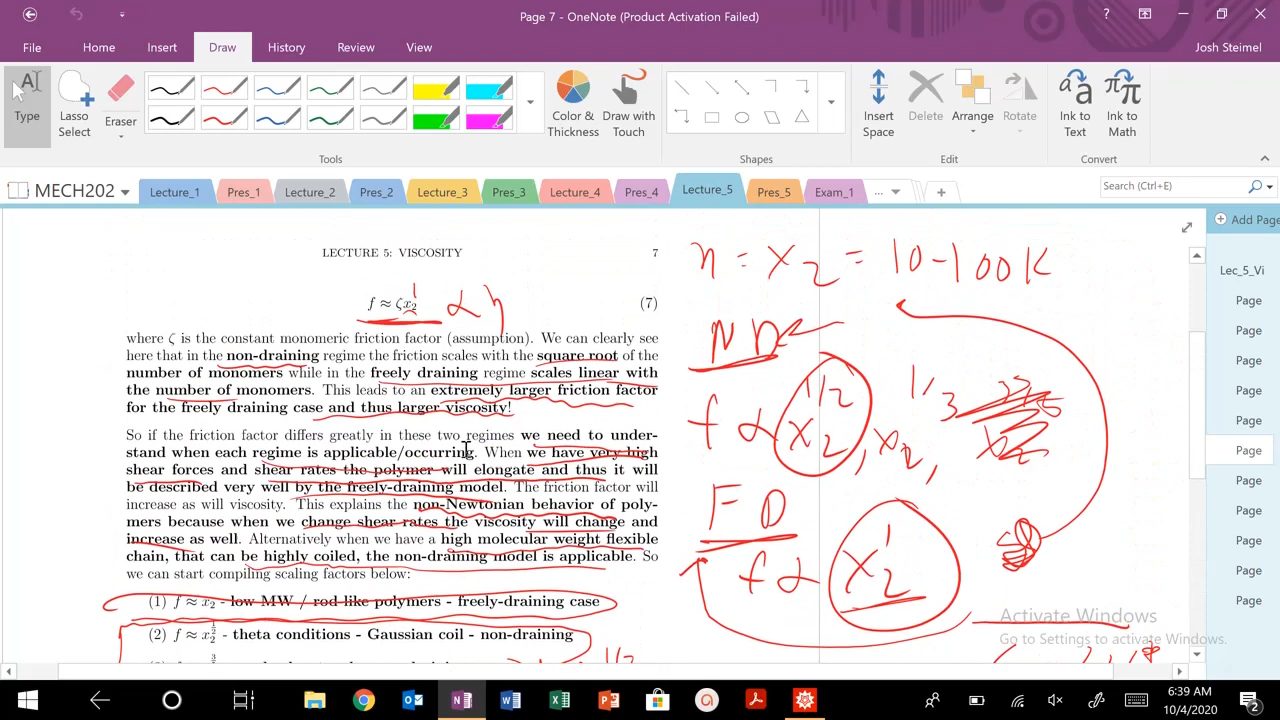 Page 7 - OneNote (Product Activation Failed)
?
File Home Insert Draw History Review View Josh Steimel
Type
Lasso Select
Eraser
Color & Thickness
Draw with Touch
Insert Space
Delete
Arrange
Rotate
Ink to Text
Ink to Math
Tools Shapes Edit Convert
MECH202 Lecture_1 Pres_1 Lecture_2 Pres_2 Lecture_3 Pres_3 Lecture_4 Pres_4 Lecture_5 Pres_5 Exam_1 ... + Search (Ctrl+E)
Add Page
Lec_5_Vi
Page
Page
Page
Page
Page
Page
Page
Page
Page
Page
Page
LECTURE 5: VISCOSITY 7
f ≈ ζx₂ (7)
1
α η
where ζ is the constant monomeric friction factor (assumption). We can clearly
see here that in the non-draining regime the friction scales with the square root of the
number of monomers while in the freely draining regime scales linear with
the number of monomers. This leads to an extremely larger friction factor
for the freely draining case and thus larger viscosity!
So if the friction factor differs greatly in these two regimes we need to under-
stand when each regime is applicable/occurring. When we have very high
shear forces and shear rates the polymer will elongate and thus it will
be described very well by the freely-draining model. The friction factor will
increase as will viscosity. This explains the non-Newtonian behavior of poly-
mers because when we change shear rates the viscosity will change and
increase as well. Alternatively when we have a high molecular weight flexible
chain, that can be highly coiled, the non-draining model is applicable. So
we can start compiling scaling factors below:
(1) f ≈ x₂ - low MW / rod like polymers - freely-draining case
(2) f ≈ x₂^½ - theta conditions - Gaussian coil - non-draining
n = x₂ = 10-100K
ND
f α x₂^1/2, x₂, 1/3
FD
f α x₂^1
1/2
Activate Windows
Go to Settings to activate Windows.
6:39 AM
10/4/2020
2